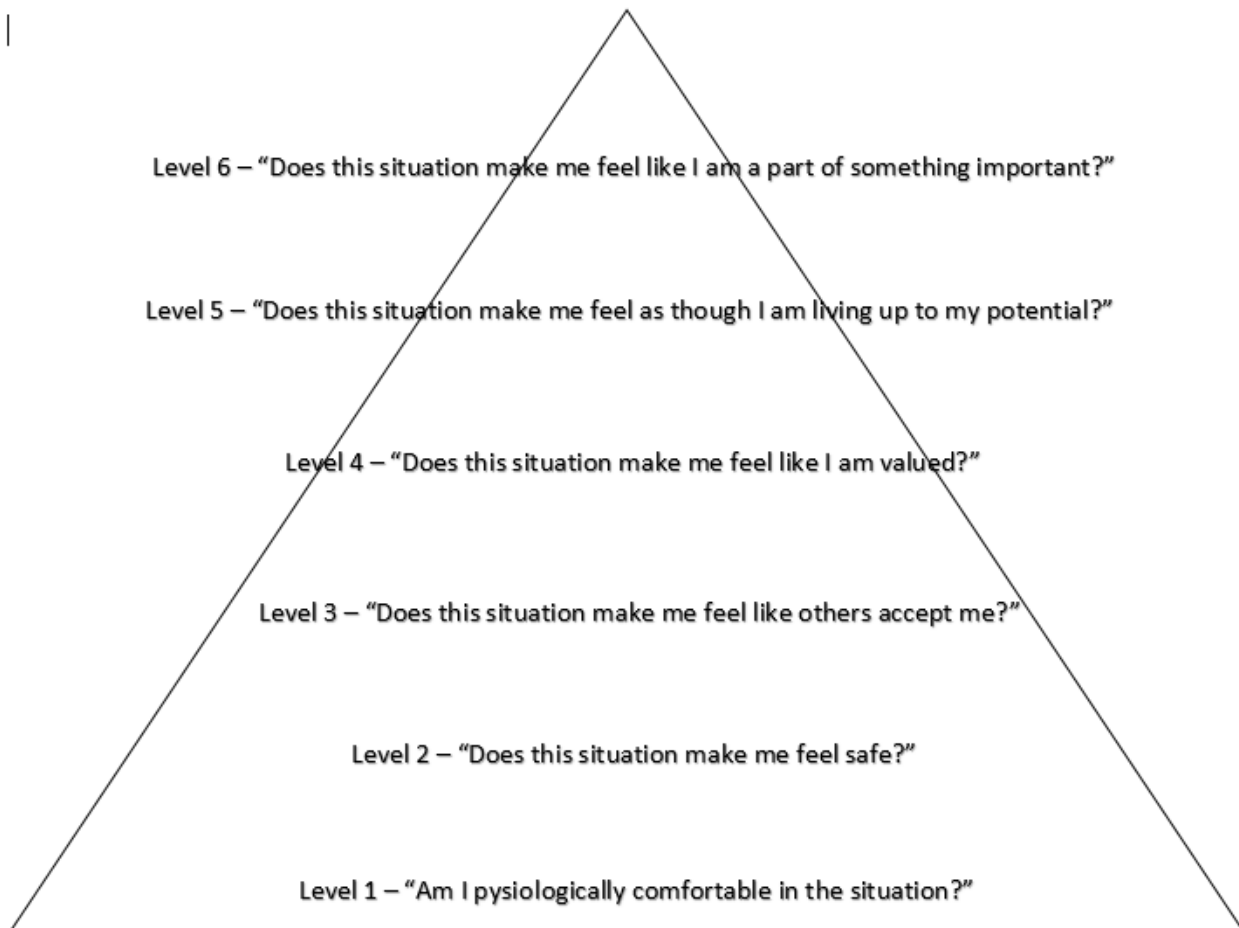 Level 6 – “Does this situation make me feel like I am a part of something important?”
Level 5 – “Does this situation make me feel as though I am living up to my potential?”
Level 4 – “Does this situation make me feel like I am valued?”
Level 3 – “Does this situation make me feel like others accept me?”
Level 2 – “Does this situation make me feel safe?”
Level 1 – “Am I pysiologically comfortable in the situation?”